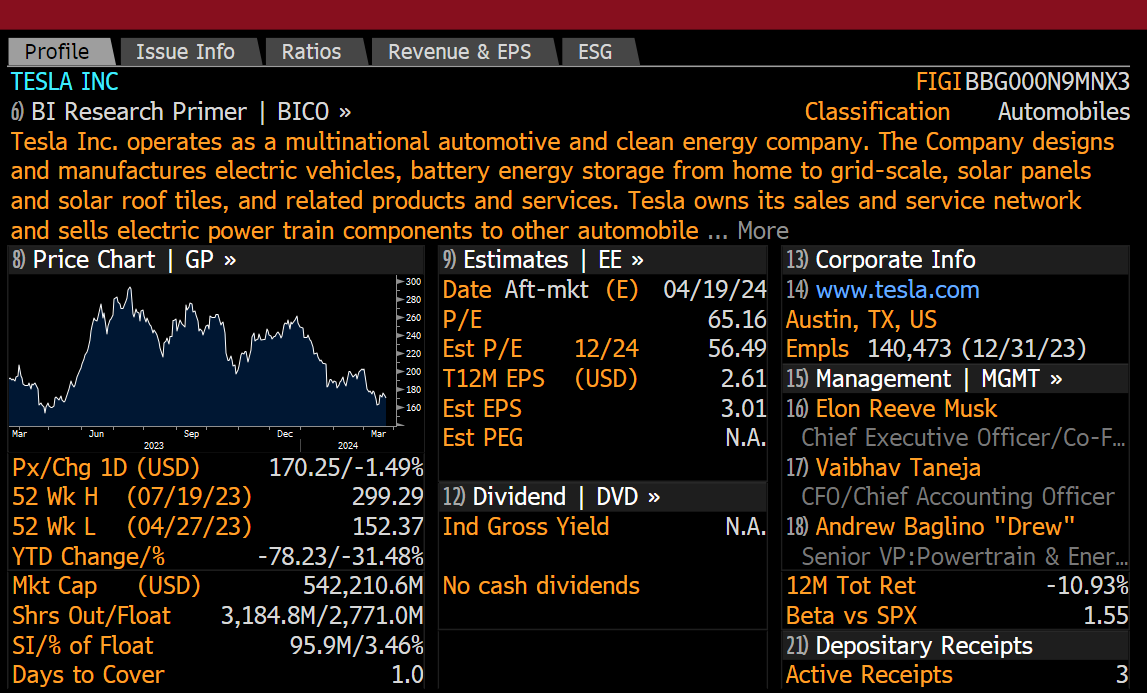 Profile Issue Info Ratios Revenue & EPS ESG
TESLA INC FIGI BBG000N9MNX3
6) BI Research Primer | BICO » Classification Automobiles
Tesla Inc. operates as a multinational automotive and clean energy company. The Company designs
and manufactures electric vehicles, battery energy storage from home to grid-scale, solar panels
and solar roof tiles, and related products and services. Tesla owns its sales and service network
and sells electric power train components to other automobile ... More
8) Price Chart | GP »
300
280
260
240
220
200
180
160
Mar Jun Sep Dec Mar
2023 2024
Px/Chg 1D (USD) 170.25/-1.49%
52 Wk H (07/19/23) 299.29
52 Wk L (04/27/23) 152.37
YTD Change/% -78.23/-31.48%
Mkt Cap (USD) 542,210.6M
Shrs Out/Float 3,184.8M/2,771.0M
SI/% of Float 95.9M/3.46%
Days to Cover 1.0
9) Estimates | EE »
Date Aft-mkt (E) 04/19/24
P/E 65.16
Est P/E 12/24 56.49
T12M EPS (USD) 2.61
Est EPS 3.01
Est PEG N.A.
12) Dividend | DVD »
Ind Gross Yield N.A.
No cash dividends
13) Corporate Info
14) www.tesla.com
Austin, TX, US
Empls 140,473 (12/31/23)
15) Management | MGMT »
16) Elon Reeve Musk
Chief Executive Officer/Co-F...
17) Vaibhav Taneja
CFO/Chief Accounting Officer
18) Andrew Baglino "Drew"
Senior VP:Powertrain & Ener...
12M Tot Ret -10.93%
Beta vs SPX 1.55
21) Depositary Receipts
Active Receipts 3